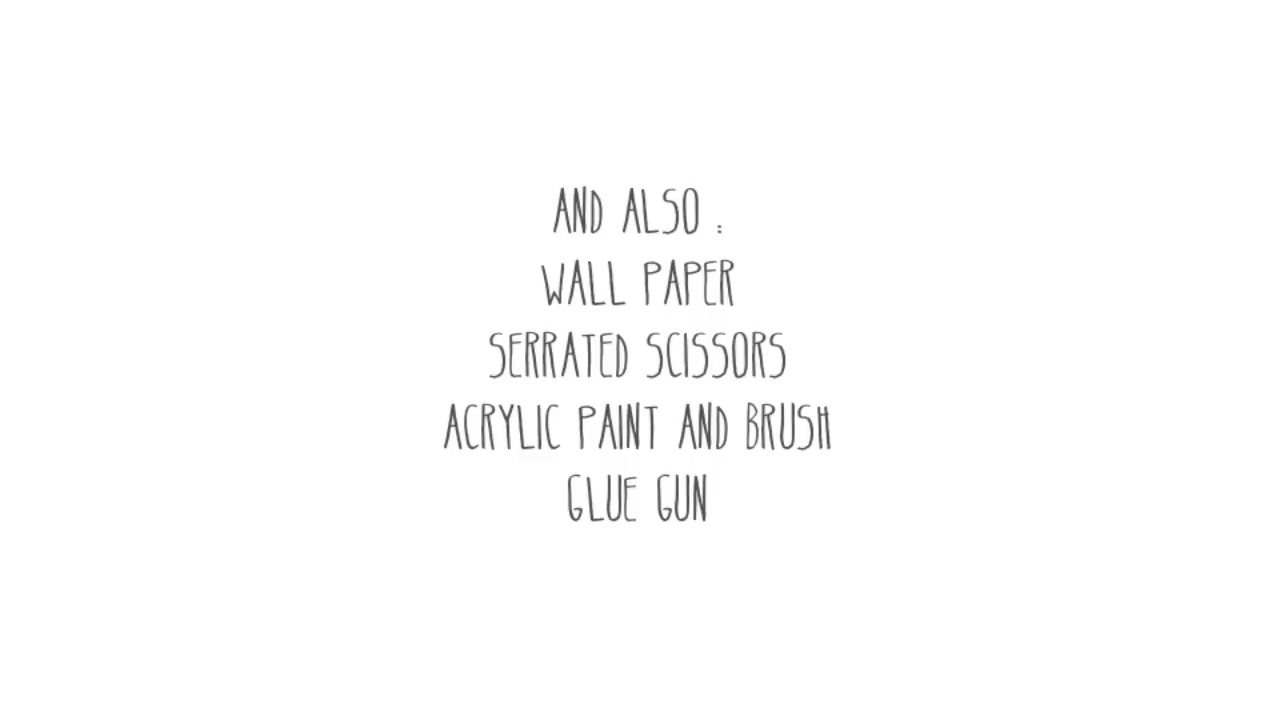 AND ALSO :
WALL PAPER
SERRATED SCISSORS
ACRYLIC PAINT AND BRUSH
GLUE GUN